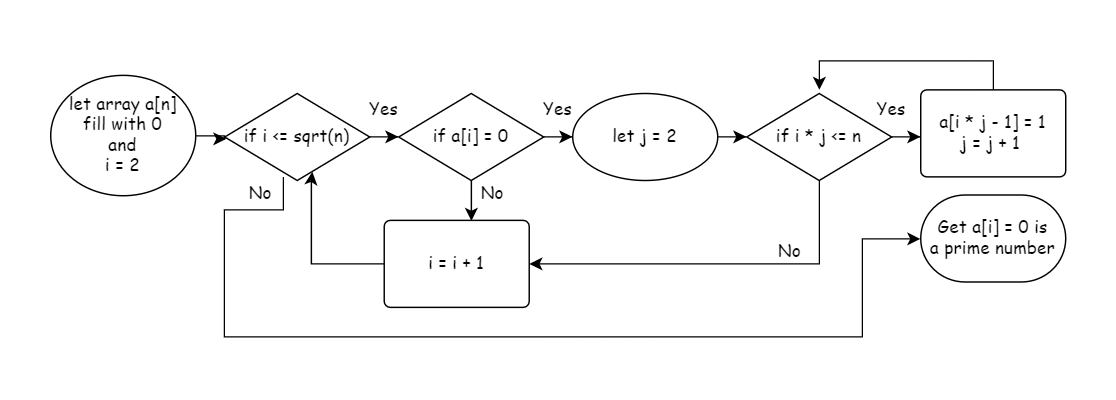 let array a[n]
fill with 0
and
i = 2
if i <= sqrt(n)
Yes
if a[i] = 0
Yes
let j = 2
if i * j <= n
Yes
a[i * j - 1] = 1
j = j + 1
No
No
i = i + 1
No
Get a[i] = 0 is
a prime number